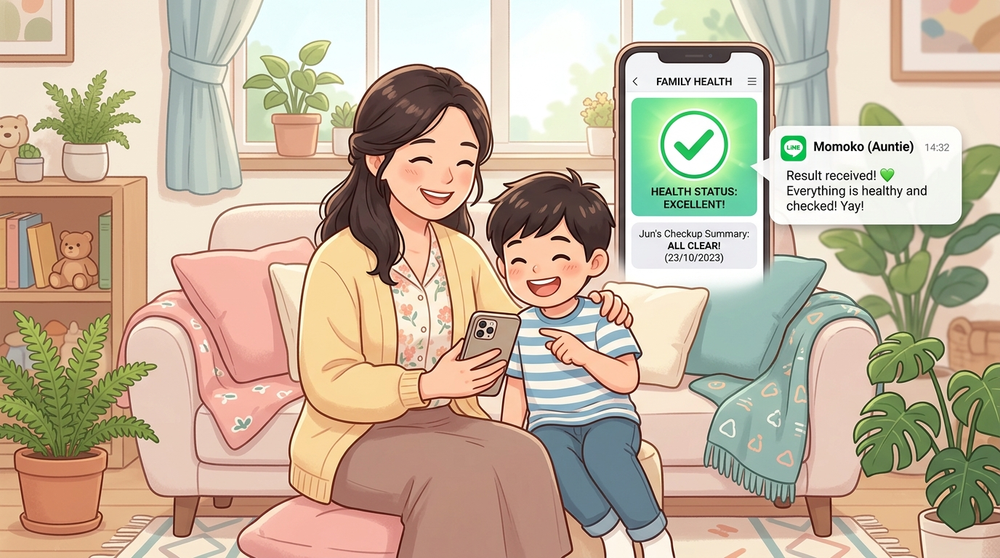 FAMILY HEALTH
HEALTH STATUS:
EXCELLENT!
Jun's Checkup Summary:
ALL CLEAR!
(23/10/2023)
LiNE
Momoko (Auntie) 14:32
Result received! 💚
Everything is healthy and
checked! Yay!